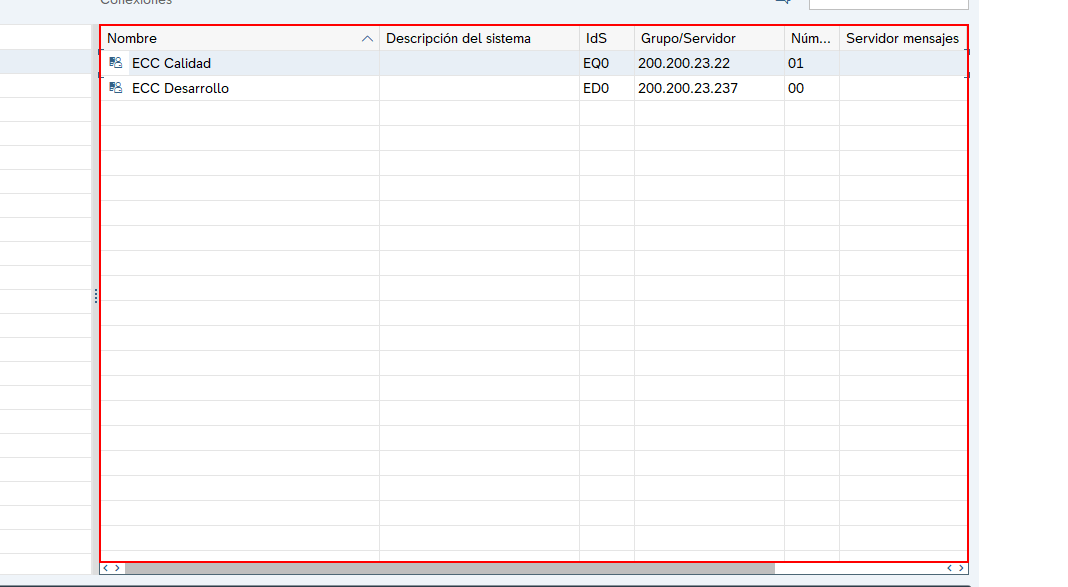 Conexiones
Nombre Descripción del sistema IdS Grupo/Servidor Núm... Servidor mensajes
ECC Calidad EQ0 200.200.23.22 01
ECC Desarrollo ED0 200.200.23.237 00